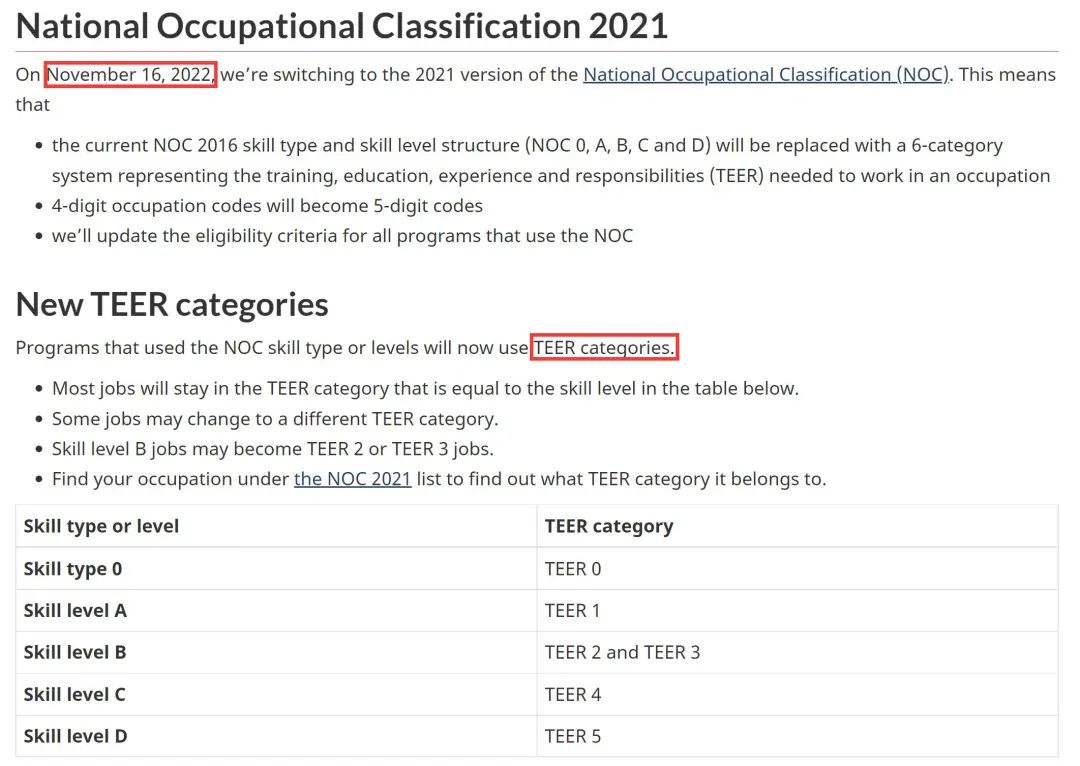 National Occupational Classification 2021
On November 16, 2022, we’re switching to the 2021 version of the National Occupational Classification (NOC). This means
that
• the current NOC 2016 skill type and skill level structure (NOC 0, A, B, C and D) will be replaced with a 6-category
system representing the training, education, experience and responsibilities (TEER) needed to work in an occupation
• 4-digit occupation codes will become 5-digit codes
• we’ll update the eligibility criteria for all programs that use the NOC
New TEER categories
Programs that used the NOC skill type or levels will now use TEER categories.
• Most jobs will stay in the TEER category that is equal to the skill level in the table below.
• Some jobs may change to a different TEER category.
• Skill level B jobs may become TEER 2 or TEER 3 jobs.
• Find your occupation under the NOC 2021 list to find out what TEER category it belongs to.
Skill type or level TEER category
Skill type 0 TEER 0
Skill level A TEER 1
Skill level B TEER 2 and TEER 3
Skill level C TEER 4
Skill level D TEER 5